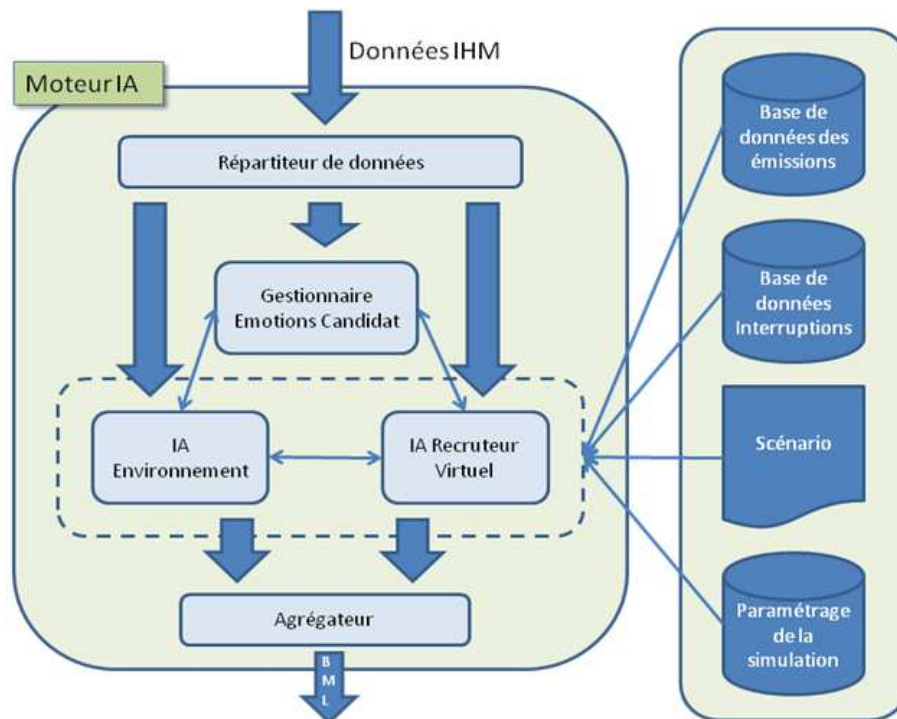 Données IHM
Moteur IA
Répartiteur de données
Gestionnaire
Emotions Candidat
IA
Environnement
IA Recruteur
Virtuel
Agrégateur
B
M
L
Base de
données des
émissions
Base de
données
Interruptions
Scénario
Paramétrage
de la
simulation